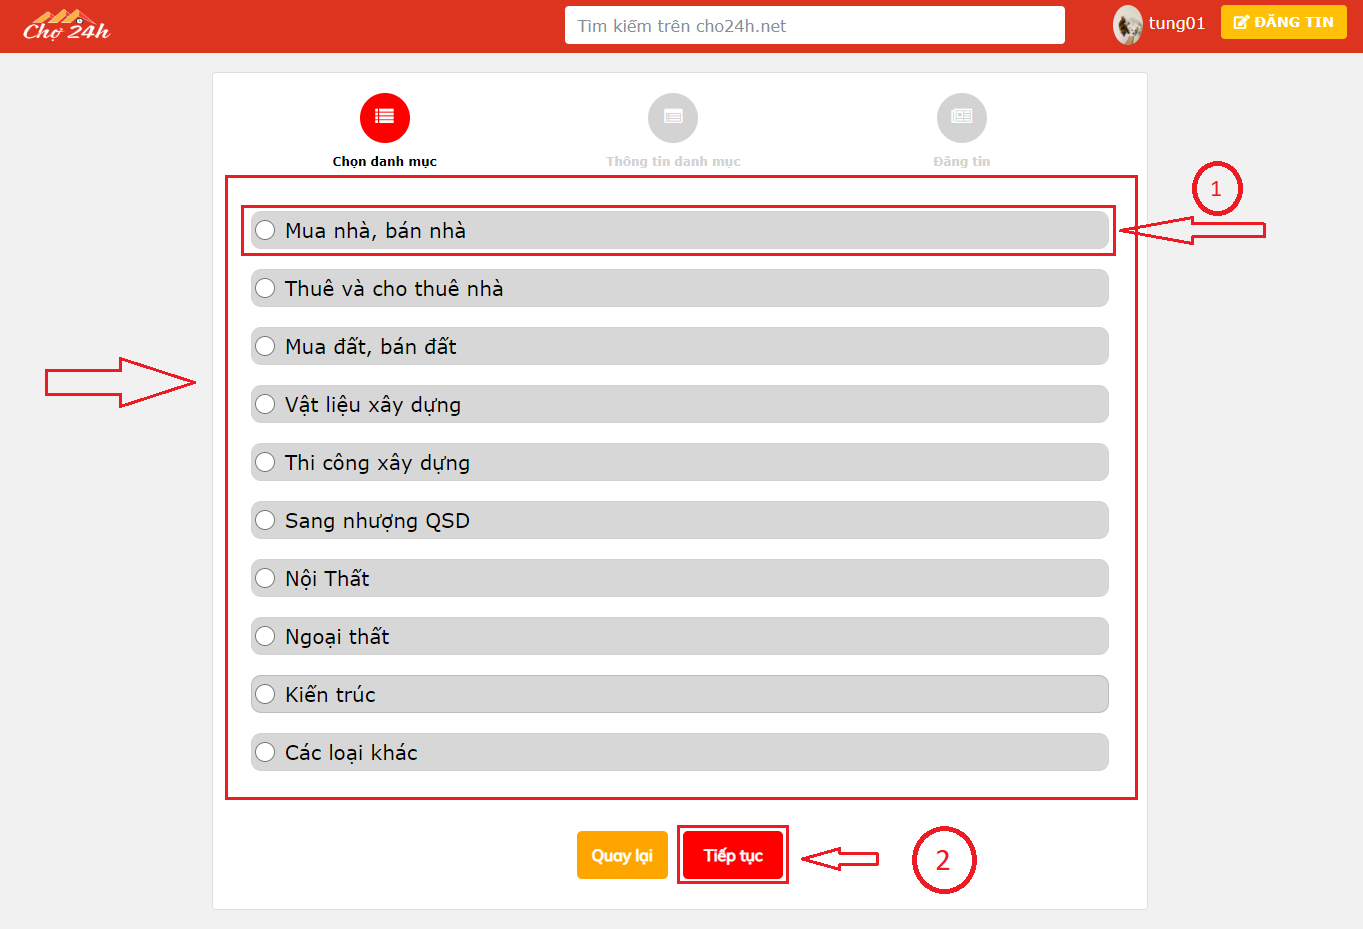 Chợ 24h
Tìm kiếm trên cho24h.net
tung01
ĐĂNG TIN
Chọn danh mục
Thông tin danh mục
Đăng tin
1
Mua nhà, bán nhà
Thuê và cho thuê nhà
Mua đất, bán đất
Vật liệu xây dựng
Thi công xây dựng
Sang nhượng QSD
Nội Thất
Ngoại thất
Kiến trúc
Các loại khác
Quay lại
Tiếp tục
2